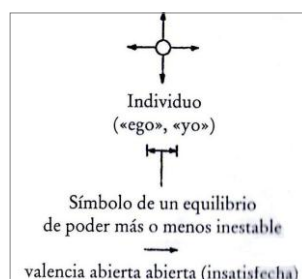 Individuo
(«ego», «yo»)
Símbolo de un equilibrio
de poder más o menos inestable
valencia abierta abierta (insatisfecha)